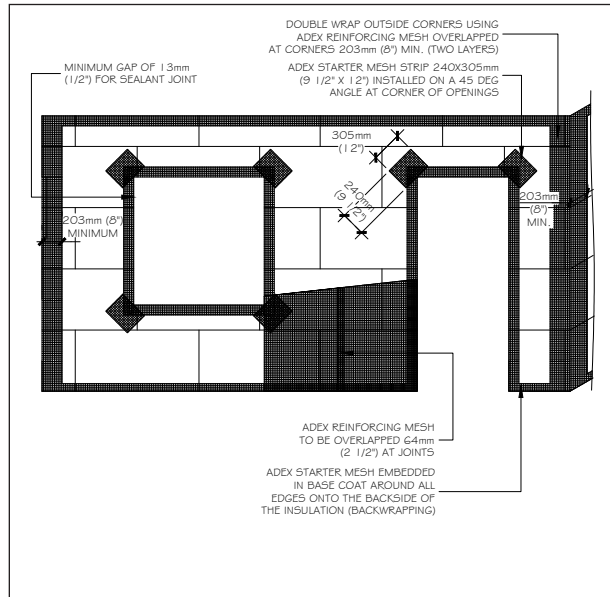 DOUBLE WRAP OUTSIDE CORNERS USING
ADEX REINFORCING MESH OVERLAPPED
AT CORNERS 203mm (8") MIN. (TWO LAYERS)
MINIMUM GAP OF 13mm
(1/2") FOR SEALANT JOINT
ADEX STARTER MESH STRIP 240X305mm
(9 1/2" X 12") INSTALLED ON A 45 DEG
ANGLE AT CORNER OF OPENINGS
305mm
(12")
240mm
(9 1/2")
203mm (8")
MINIMUM
203mm
(8")
MIN.
ADEX REINFORCING MESH
TO BE OVERLAPPED 64mm
(2 1/2") AT JOINTS
ADEX STARTER MESH EMBEDDED
IN BASE COAT AROUND ALL
EDGES ONTO THE BACKSIDE OF
THE INSULATION (BACKWRAPPING)